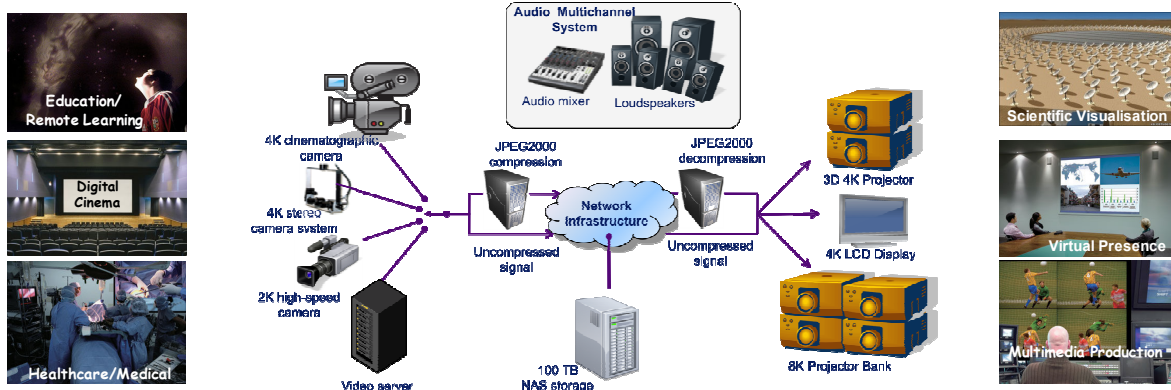 Education/
Remote Learning
Digital
Cinema
Healthcare/Medical
4K cinematographic
camera
4K stereo
camera system
2K high-speed
camera
Video server
Audio Multichannel
System
Audio mixer
Loudspeakers
JPEG2000
compression
Uncompressed
signal
Network
Infrastructure
100 TB
NAS storage
JPEG2000
decompression
Uncompressed
signal
3D 4K Projector
4K LCD Display
8K Projector Bank
Scientific Visualisation
Virtual Presence
Multimedia Production